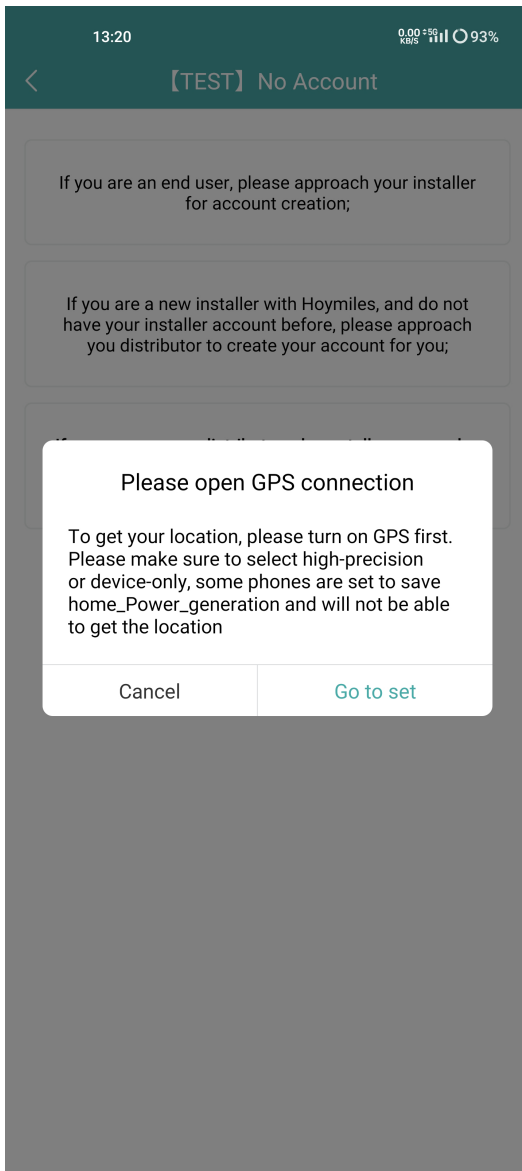 13:20
0.00 KB/S 5G 93%
【TEST】 No Account
If you are an end user, please approach your installer
for account creation;
If you are a new installer with Hoymiles, and do not
have your installer account before, please approach
you distributor to create your account for you;
Please open GPS connection
To get your location, please turn on GPS first.
Please make sure to select high-precision
or device-only, some phones are set to save
home_Power_generation and will not be able
to get the location
Cancel
Go to set